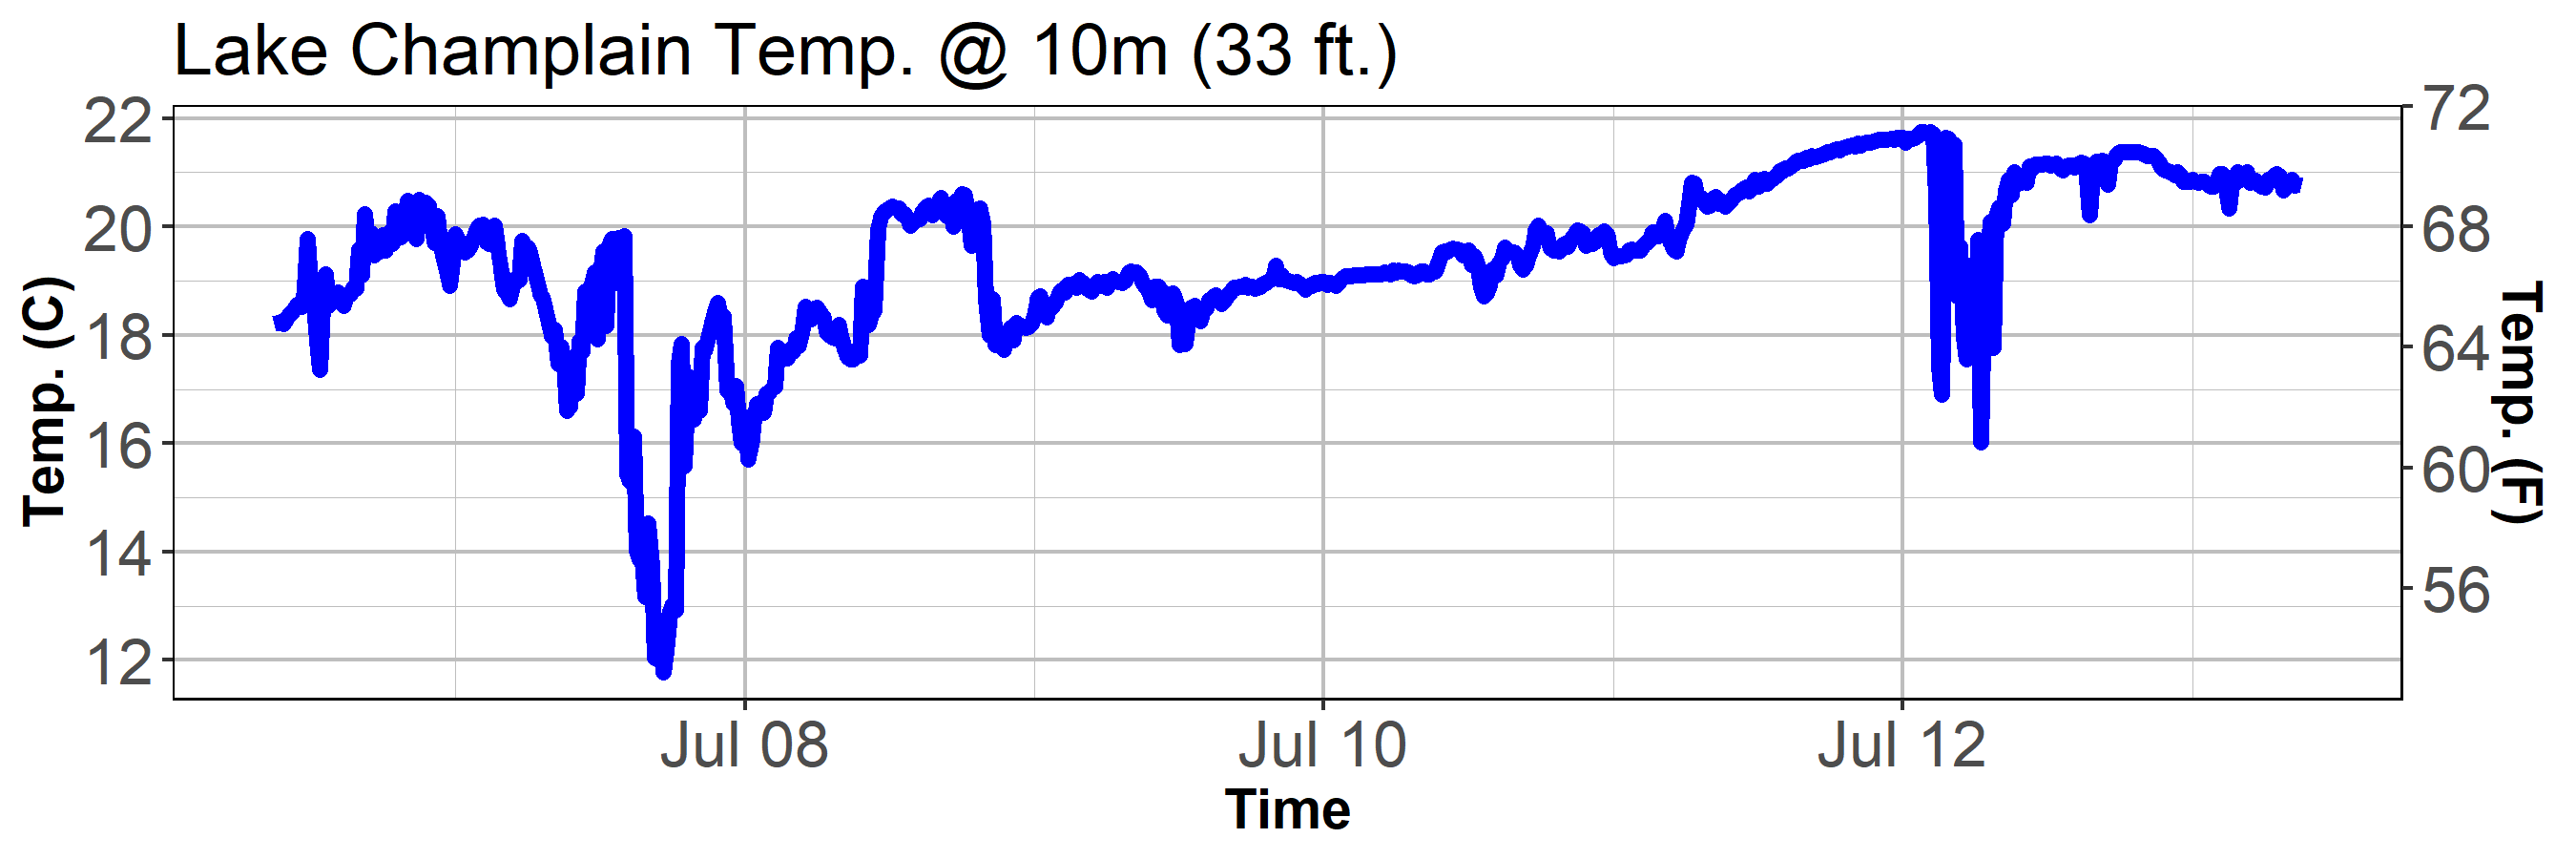 Lake Champlain Temp. @ 10m (33 ft.)
22
20
18
16
14
12
Temp. (C)
72
68
64
60
56
Temp. (F)
Jul 08
Jul 10
Jul 12
Time